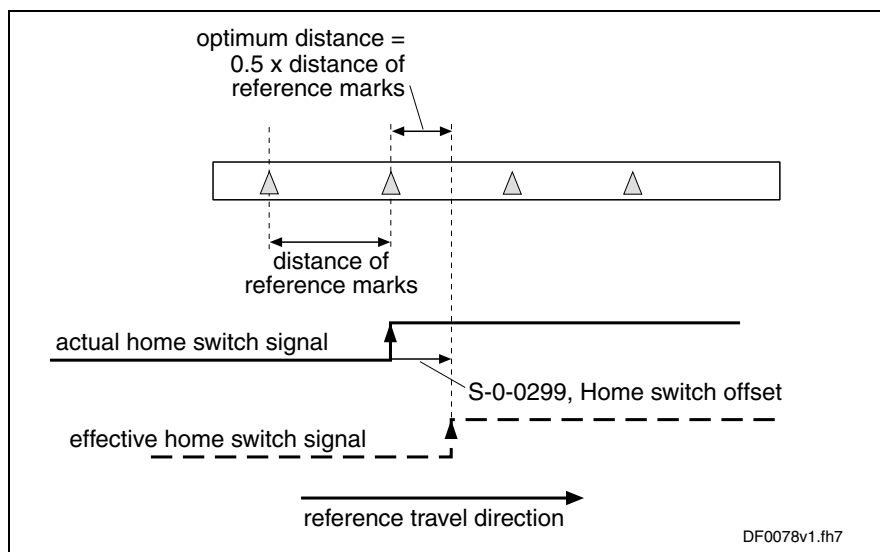 optimum distance =
0.5 x distance of
reference marks
distance of
reference marks
actual home switch signal
S-0-0299, Home switch offset
effective home switch signal
reference travel direction
DF0078v1.fh7